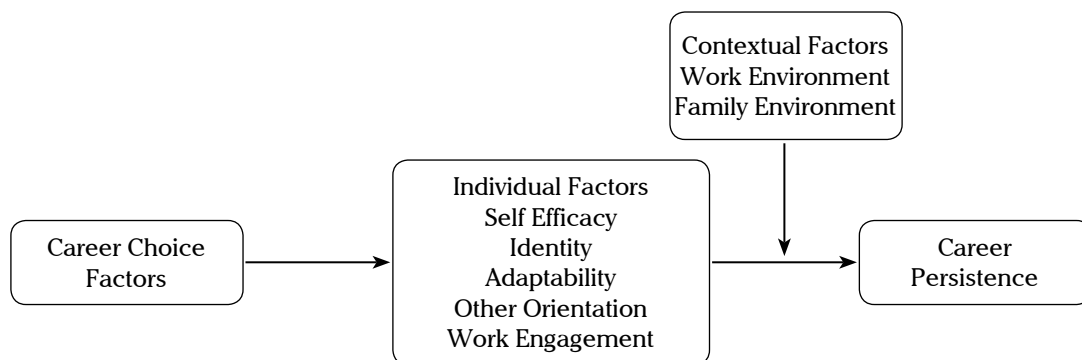 Contextual Factors
Work Environment
Family Environment
Individual Factors
Self Efficacy
Identity
Adaptability
Other Orientation
Work Engagement
Career Choice
Factors
Career
Persistence